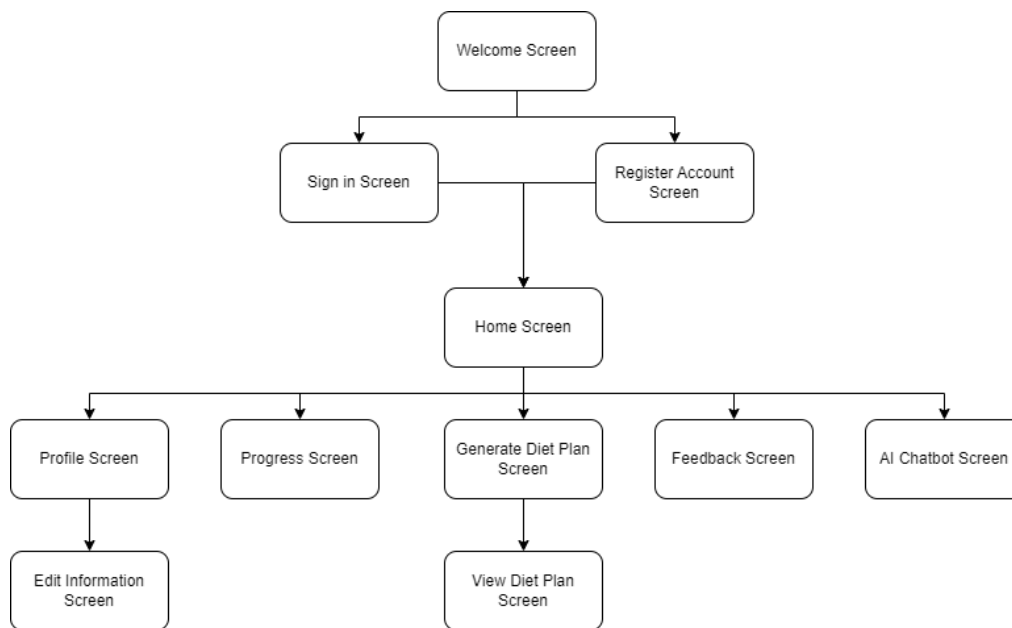 Welcome Screen
Sign in Screen
Register Account
Screen
Home Screen
Profile Screen
Progress Screen
Generate Diet Plan
Screen
Feedback Screen
AI Chatbot Screen
Edit Information
Screen
View Diet Plan
Screen